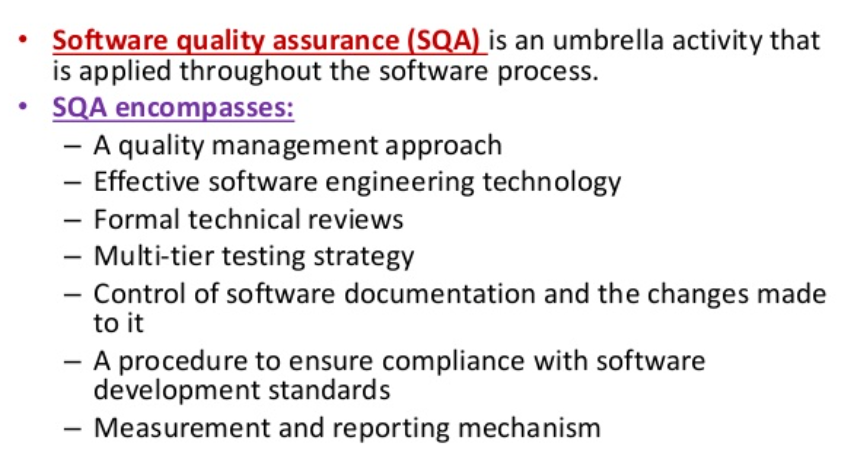 • Software quality assurance (SQA) is an umbrella activity that
is applied throughout the software process.
• SQA encompasses:
– A quality management approach
– Effective software engineering technology
– Formal technical reviews
– Multi-tier testing strategy
– Control of software documentation and the changes made
to it
– A procedure to ensure compliance with software
development standards
– Measurement and reporting mechanism